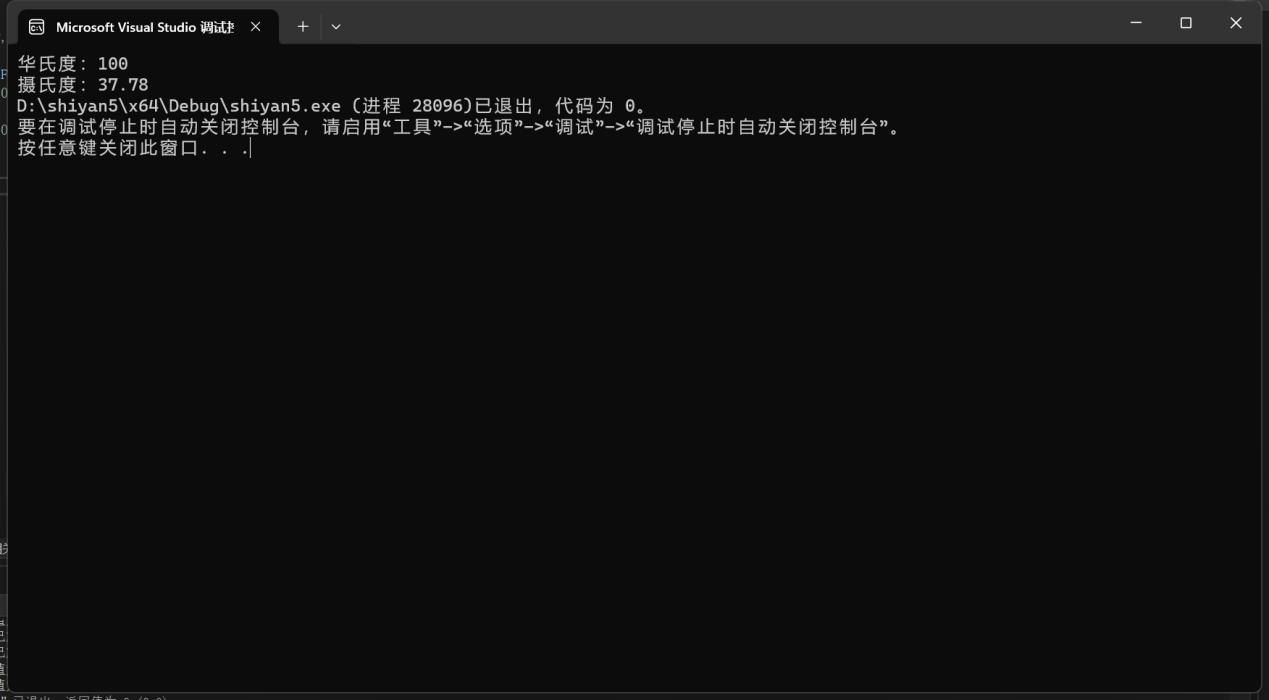 Microsoft Visual Studio 调试
华氏度：100
摄氏度：37.78
D:\shiyan5\x64\Debug\shiyan5.exe (进程 28096)已退出，代码为 0。
要在调试停止时自动关闭控制台，请启用“工具”->“选项”->“调试”->“调试停止时自动关闭控制台”。
按任意键关闭此窗口. . .